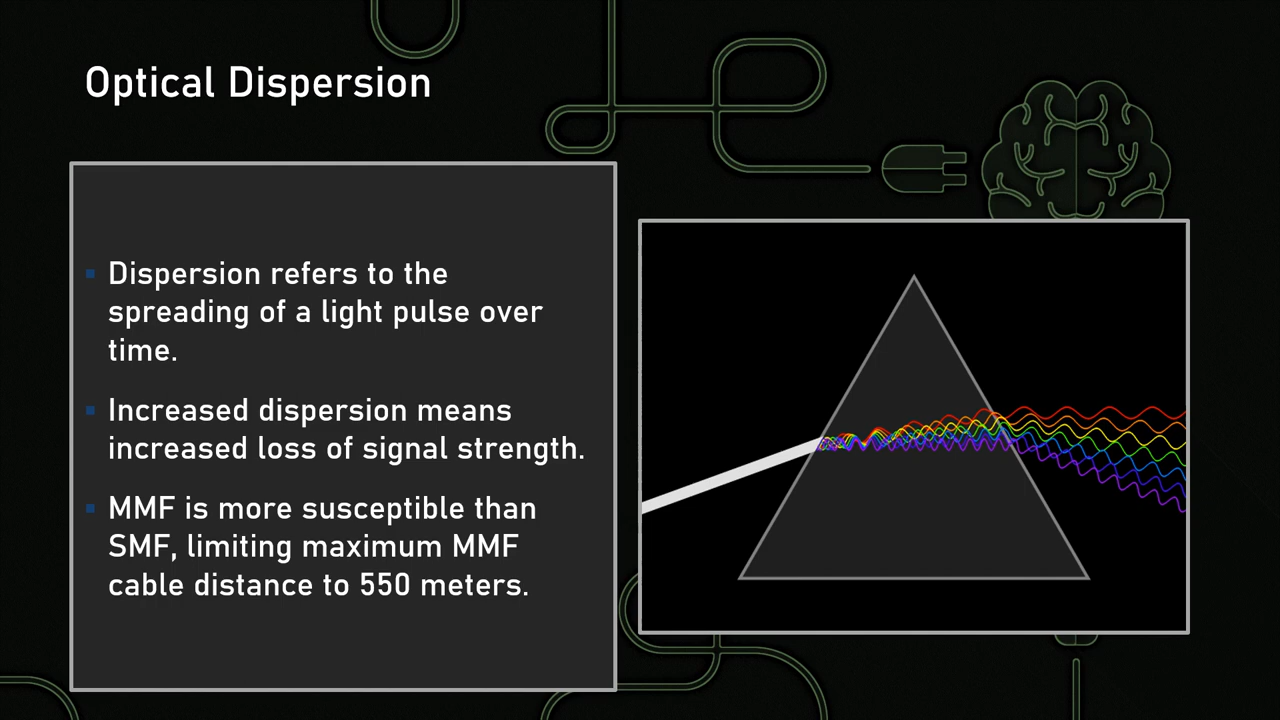 Optical Dispersion
Dispersion refers to the
spreading of a light pulse over
time.
Increased dispersion means
increased loss of signal strength.
MMF is more susceptible than
SMF, limiting maximum MMF
cable distance to 550 meters.